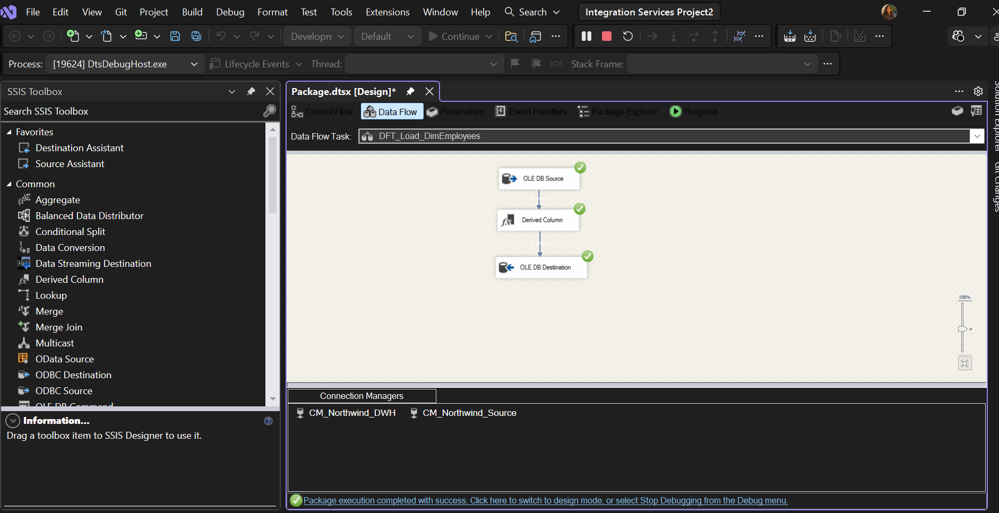 File Edit View Git Project Build Debug Format Test Tools Extensions Window Help Search Integration Services Project2
Developn Default Continue
Process: [19624] DtsDebugHost.exe Lifecycle Events Thread: Stack Frame:
SSIS Toolbox
Search SSIS Toolbox
Favorites
Destination Assistant
Source Assistant
Common
Aggregate
Balanced Data Distributor
Conditional Split
Data Conversion
Data Streaming Destination
Derived Column
Lookup
Merge
Merge Join
Multicast
OData Source
ODBC Destination
ODBC Source
OLE DB Command
Information...
Drag a toolbox item to SSIS Designer to use it.
Package.dtsx [Design]*
Control Flow Data Flow Parameters Event Handlers Package Explorer Progress
Data Flow Task: DFT_Load_DimEmployees
OLE DB Source
Derived Column
OLE DB Destination
100%
Connection Managers
CM_Northwind_DWH CM_Northwind_Source
Package execution completed with success. Click here to switch to design mode, or select Stop Debugging from the Debug menu.
Solution Explorer
Git Changes